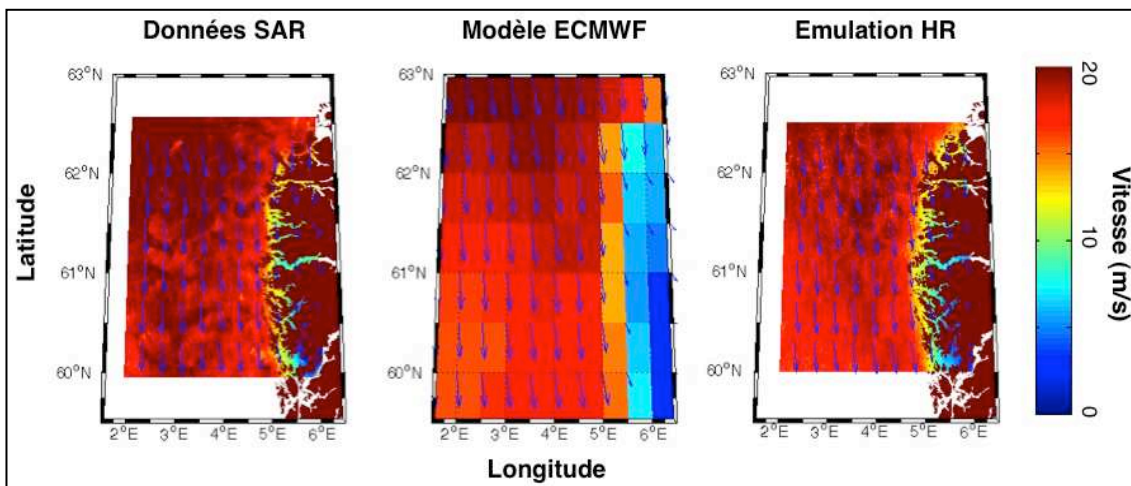 Données SAR
Modèle ECMWF
Emulation HR
63°N
62°N
61°N
60°N
2°E 3°E 4°E 5°E 6°E
63°N
62°N
61°N
60°N
2°E 3°E 4°E 5°E 6°E
63°N
62°N
61°N
60°N
2°E 3°E 4°E 5°E 6°E
Latitude
Longitude
20
10
0
Vitesse (m/s)